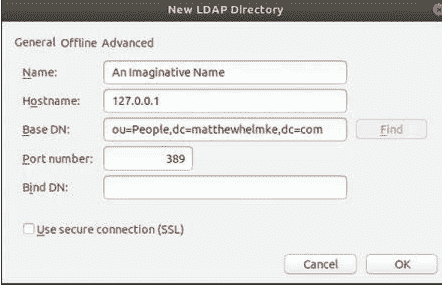 New LDAP Directory
General Offline Advanced
Name: An Imaginative Name
Hostname: 127.0.0.1
Base DN: ou=People,dc=matthewhelmke,dc=com Find
Port number: 389
Bind DN:
Use secure connection (SSL)
Cancel OK